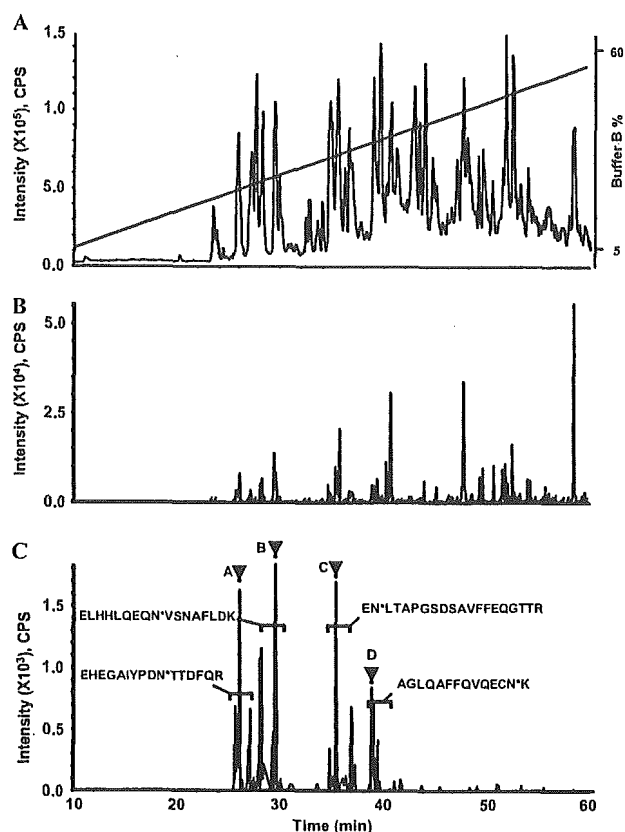 A
Intensity (X10⁵), CPS
1.5
1.0
5.0
0.0
60
5
Buffer B %
B
Intensity (X10⁴), CPS
5.0
2.5
0.0
C
Intensity (X10³), CPS
1.5
1.0
0.5
0.0
A
B
C
D
ELHHLQEQN*VSNAFLDK
EN*LTAPGSDSAVFFEQGTTR
EHEGAIYPDN*TTDFQR
AGLQAFFQVQECN*K
10
20
30
40
50
60
Time (min)